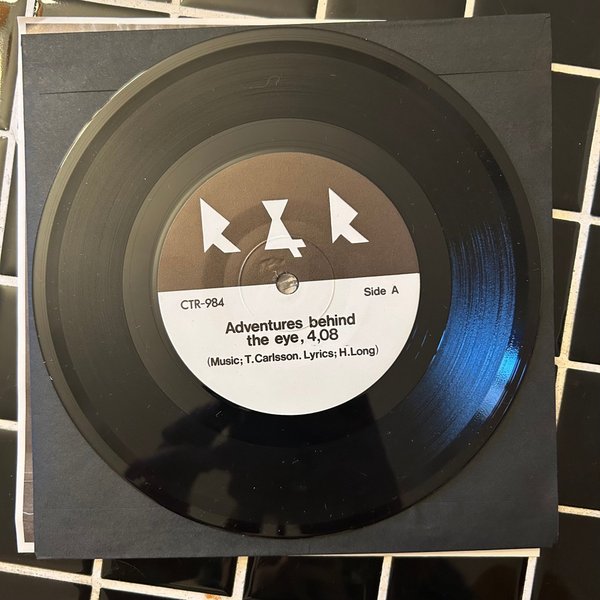 CTR-984
Side A
Adventures behind
the eye, 4,08
(Music; T.Carlsson. Lyrics; H.Long)